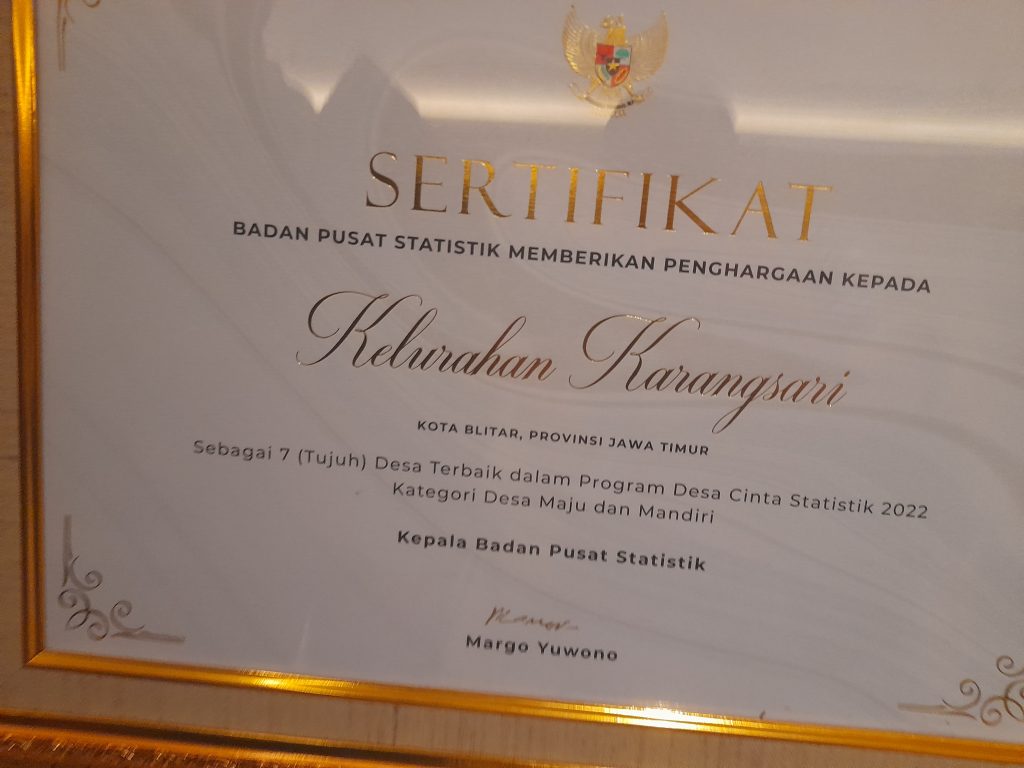 SERTIFIKAT
BADAN PUSAT STATISTIK MEMBERIKAN PENGHARGAAN KEPADA
Kelurahan Karangsari
KOTA BLITAR, PROVINSI JAWA TIMUR
Sebagai 7 (Tujuh) Desa Terbaik dalam Program Desa Cinta Statistik 2022
Kategori Desa Maju dan Mandiri
Kepala Badan Pusat Statistik
Margo Yuwono